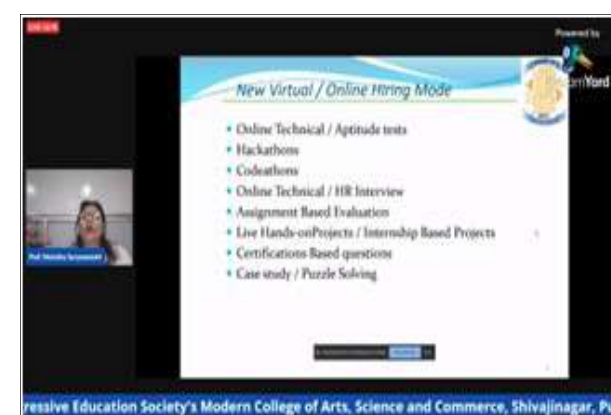 Powered by
New Virtual / Online Hiring Mode
Online Technical / Aptitude tests
Hackathons
Codeathons
Online Technical / HR Interview
Assignment Based Evaluation
Live Hands-onProjects / Internship Based Projects
Certifications Based questions
Case study / Puzzle Solving
Prof.
ressive Education Society's Modern College of Arts, Science and Commerce, Shivajinagar, Pu